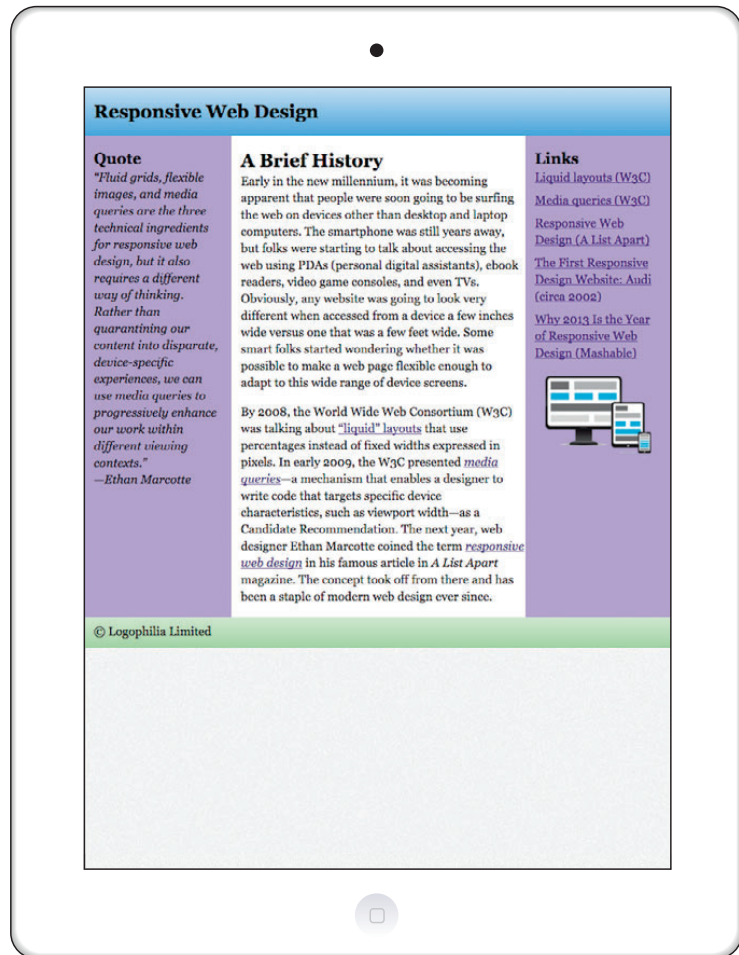 Responsive Web Design
Quote
"Fluid grids, flexible
images, and media
queries are the three
technical ingredients
for responsive web
design, but it also
requires a different
way of thinking.
Rather than
quarantining our
content into disparate,
device-specific
experiences, we can
use media queries to
progressively enhance
our work within
different viewing
contexts."
—Ethan Marcotte
A Brief History
Early in the new millennium, it was becoming
apparent that people were soon going to be surfing
the web on devices other than desktop and laptop
computers. The smartphone was still years away,
but folks were starting to talk about accessing the
web using PDAs (personal digital assistants), ebook
readers, video game consoles, and even TVs.
Obviously, any website was going to look very
different when accessed from a device a few inches
wide versus one that was a few feet wide. Some
smart folks started wondering whether it was
possible to make a web page flexible enough to
adapt to this wide range of device screens.
By 2008, the World Wide Web Consortium (W3C)
was talking about "liquid" layouts that use
percentages instead of fixed widths expressed in
pixels. In early 2009, the W3C presented media
queries—a mechanism that enables a designer to
write code that targets specific device
characteristics, such as viewport width—as a
Candidate Recommendation. The next year, web
designer Ethan Marcotte coined the term responsive
web design in his famous article in A List Apart
magazine. The concept took off from there and has
been a staple of modern web design ever since.
Links
Liquid layouts (W3C)
Media queries (W3C)
Responsive Web
Design (A List Apart)
The First Responsive
Design Website: Audi
(circa 2002)
Why 2013 Is the Year
of Responsive Web
Design (Mashable)
© Logophilia Limited